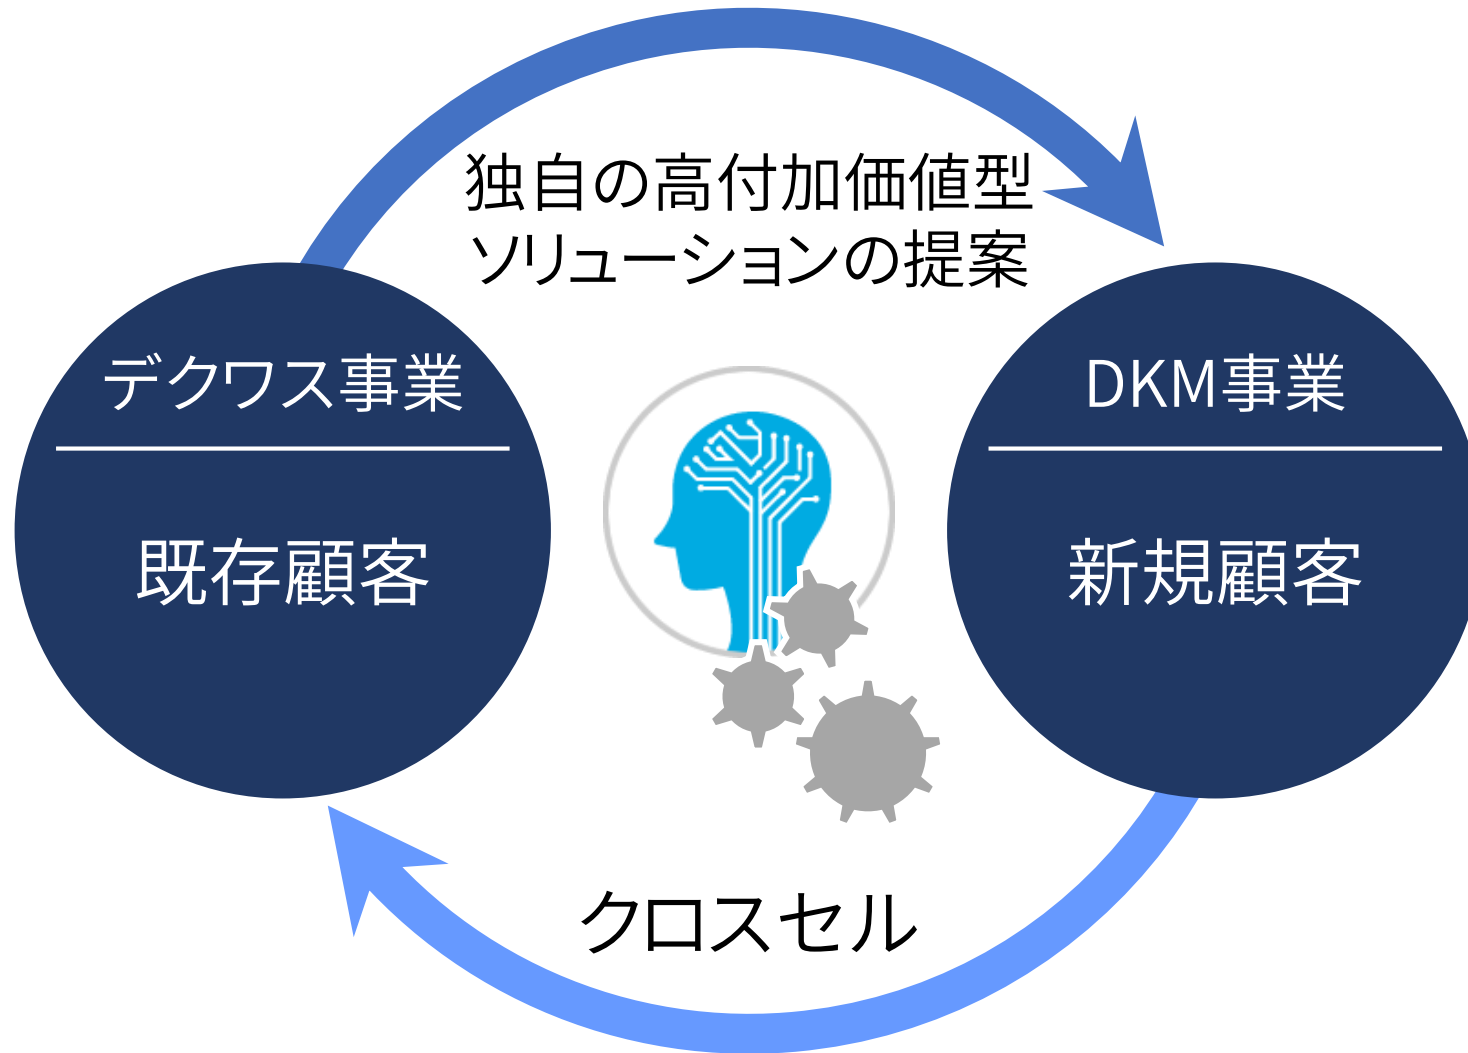 独自の高付加価値型
ソリューションの提案
デクワス事業
既存顧客
DKM事業
新規顧客
クロスセル